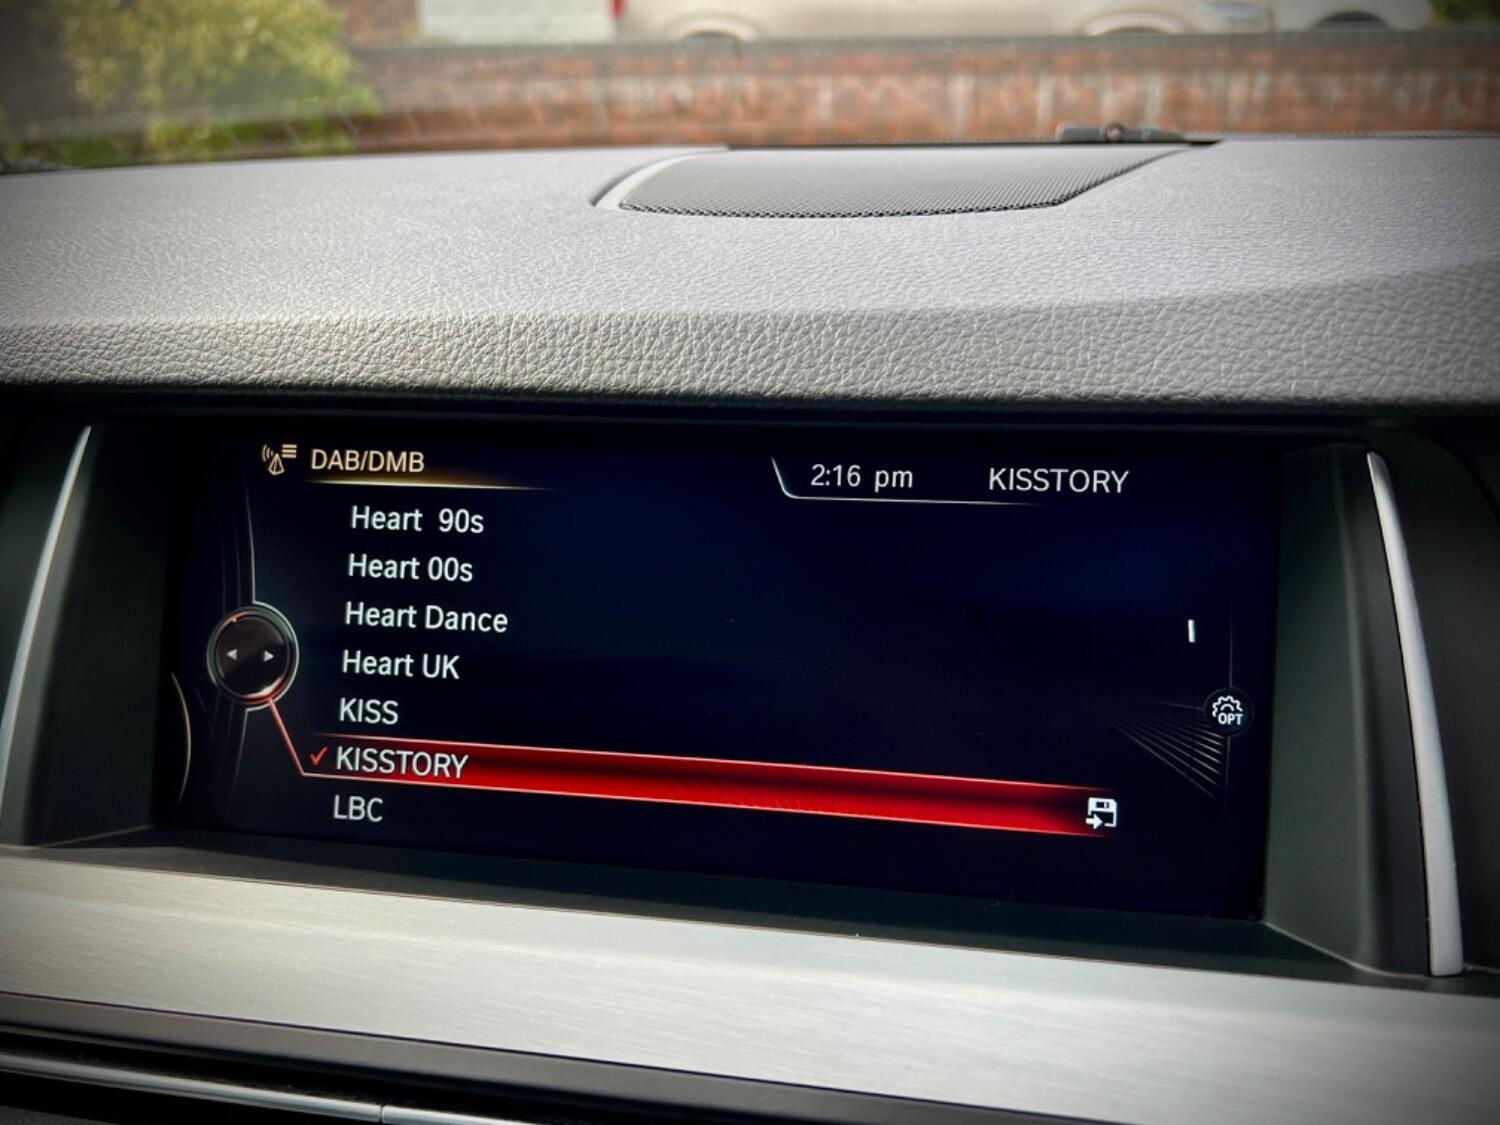 DAB/DMB
2:16 pm KISSTORY
Heart 90s
Heart 00s
Heart Dance
Heart UK
KISS
KISSTORY
LBC
OPT